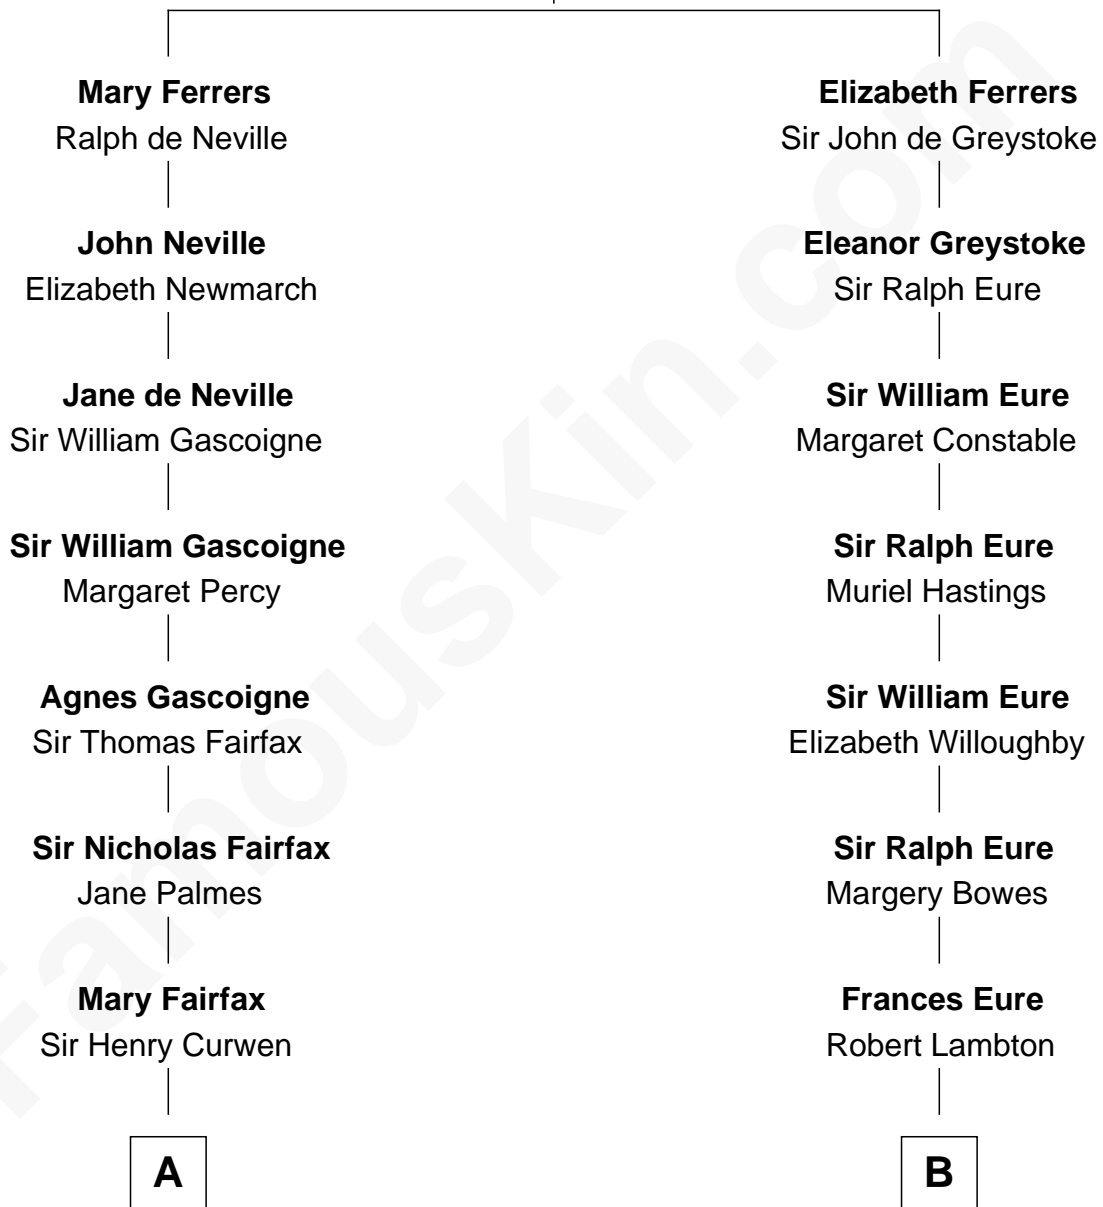 Mary Ferrers
Ralph de Neville
John Neville
Elizabeth Newmarch
Jane de Neville
Sir William Gascoigne
Sir William Gascoigne
Margaret Percy
Agnes Gascoigne
Sir Thomas Fairfax
Sir Nicholas Fairfax
Jane Palmes
Mary Fairfax
Sir Henry Curwen
A
Elizabeth Ferrers
Sir John de Greystoke
Eleanor Greystoke
Sir Ralph Eure
Sir William Eure
Margaret Constable
Sir Ralph Eure
Muriel Hastings
Sir William Eure
Elizabeth Willoughby
Sir Ralph Eure
Margery Bowes
Frances Eure
Robert Lambton
B
FamousKin.com